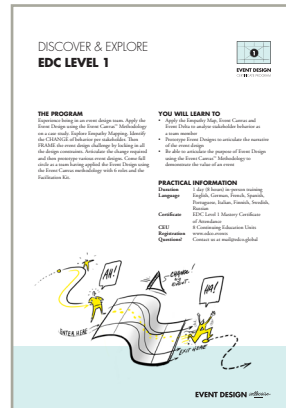 DISCOVER & EXPLORE
EDC LEVEL 1
1
EVENT DESIGN
THE PROGRAM
Experience being in an event design team. Apply the
Event Design using the Event Canvas™ Methodology
on a case study. Explore Empathy Mapping. Identify
the CHANGE of behavior per stakeholder. Then
FRAME the event design challenge by locking in all
the design constraints. Articulate the change required
and then prototype various event designs. Come full
circle as a team having applied the Event Design using
the Event Canvas methodology with 6 roles and the
Facilitation Kit.
YOU WILL LEARN TO
• Apply the Empathy Map, Event Canvas and
Event Delta to analyze stakeholder behavior as
a team member
• Prototype Event Designs to articulate the narrative
of the event design
• Be able to articulate the purpose of Event Design
using the Event Canvas™ Methodology to
demonstrate the value of an event
PRACTICAL INFORMATION
Duration 1 day (8 hours) in-person training
Language English, German, French, Spanish,
Portuguese, Italian, Finnish, Swedish,
Russian
Certificate EDC Level 1 Mastery Certificate
of Attendance
CEU 8 Continuing Education Units
Registration www.edco.events
Questions? Contact us at mail@edco.global
AH!
HA!
ENTER HERE
EXIT HERE
EVENT DESIGN collective